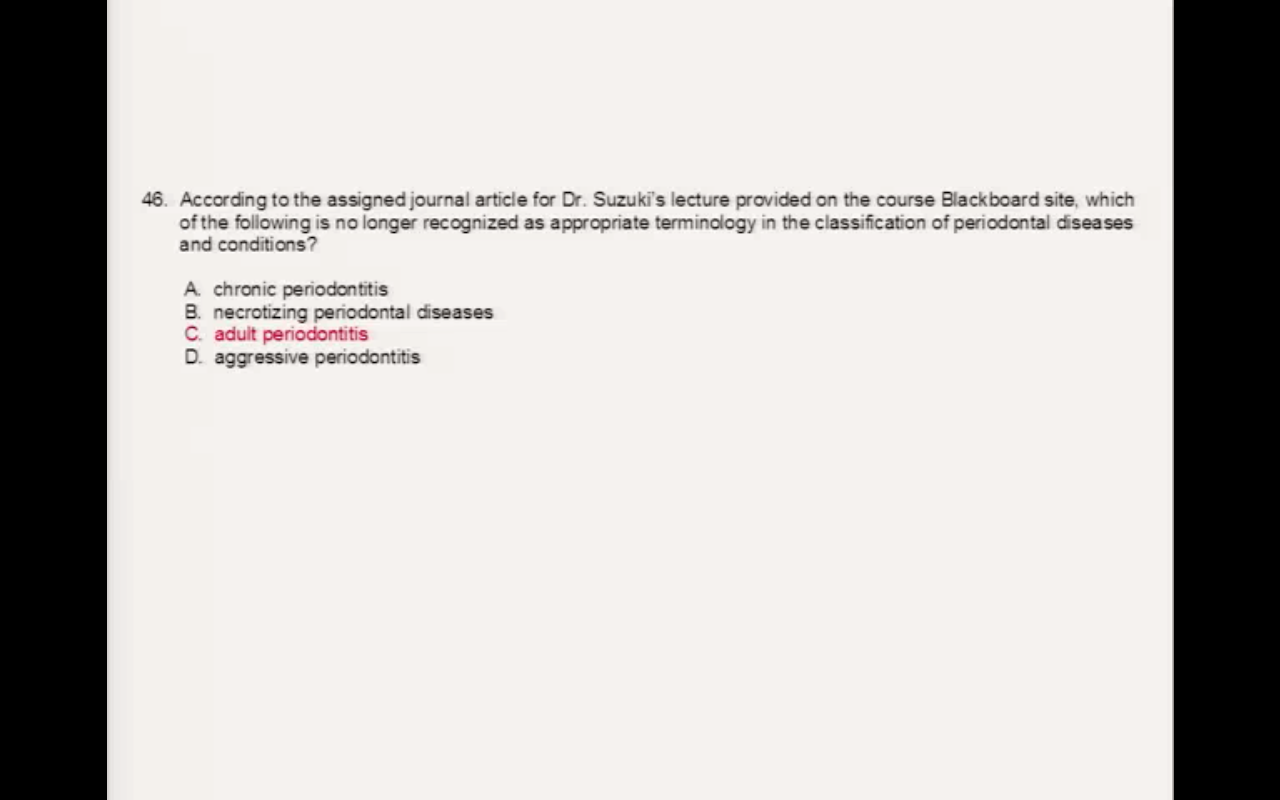 46. According to the assigned journal article for Dr. Suzuki's lecture provided on the course Blackboard site, which
of the following is no longer recognized as appropriate terminology in the classification of periodontal diseases
and conditions?
A. chronic periodontitis
B. necrotizing periodontal diseases
C. adult periodontitis
D. aggressive periodontitis